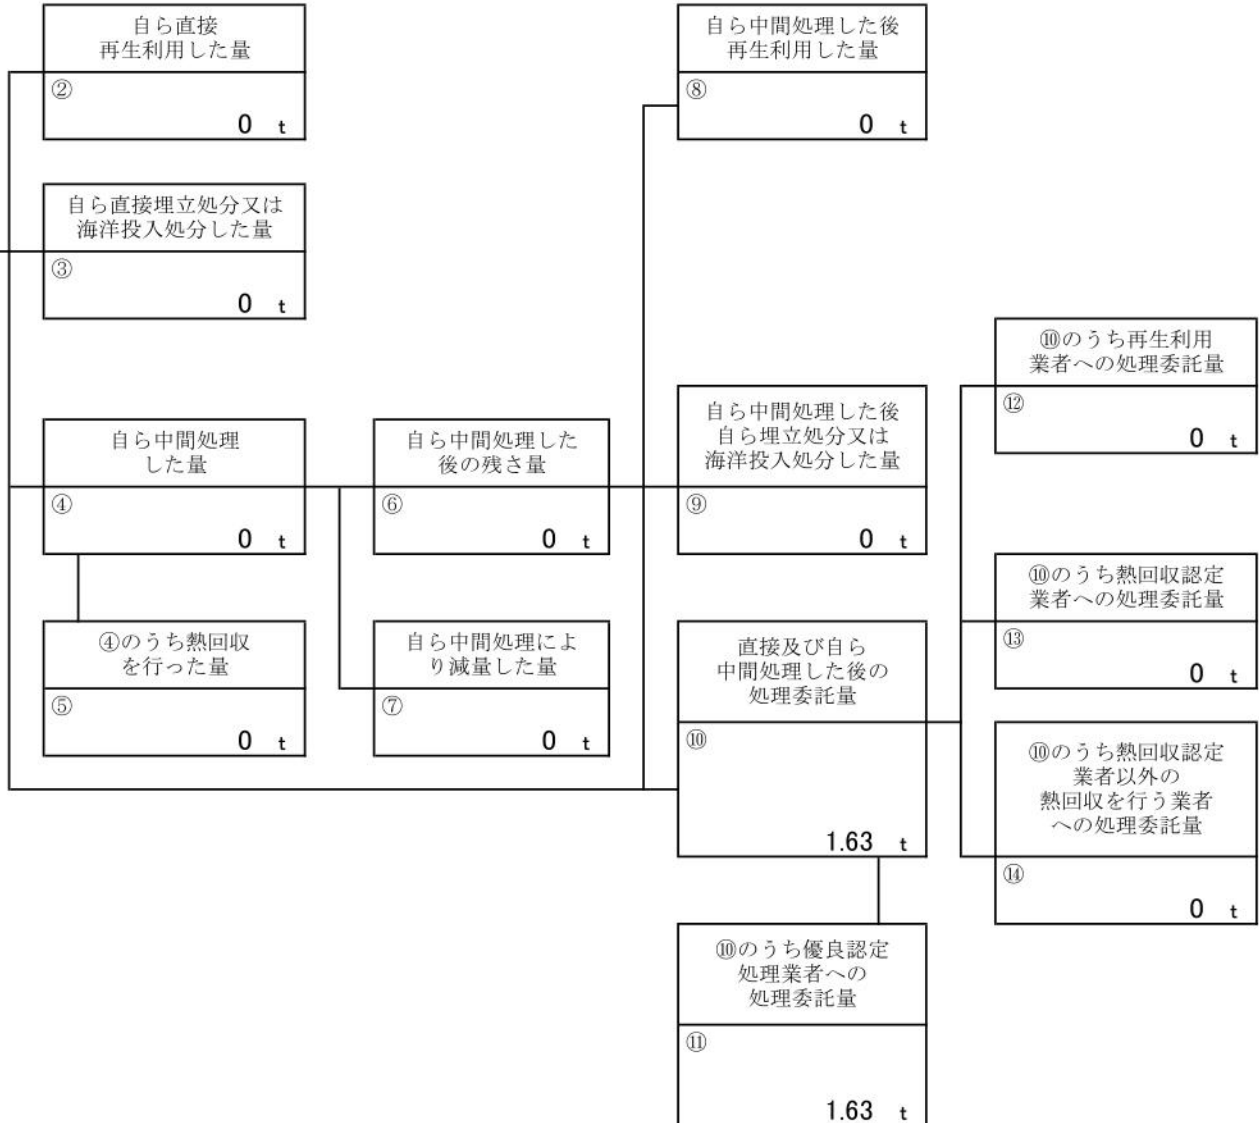 自ら直接
再生利用した量
②
0 t
自ら中間処理した後
再生利用した量
⑧
0 t
自ら直接埋立処分又は
海洋投入処分した量
③
0 t
⑩のうち再生利用
業者への処理委託量
⑫
0 t
自ら中間処理
した量
④
0 t
自ら中間処理した
後の残さ量
⑥
0 t
自ら中間処理した後
自ら埋立処分又は
海洋投入処分した量
⑨
0 t
⑩のうち熱回収認定
業者への処理委託量
⑬
0 t
④のうち熱回収
を行った量
⑤
0 t
自ら中間処理によ
り減量した量
⑦
0 t
直接及び自ら
中間処理した後の
処理委託量
⑩
1.63 t
⑩のうち熱回収認定
業者以外の
熱回収を行う業者
への処理委託量
⑭
0 t
⑩のうち優良認定
処理業者への
処理委託量
⑪
1.63 t